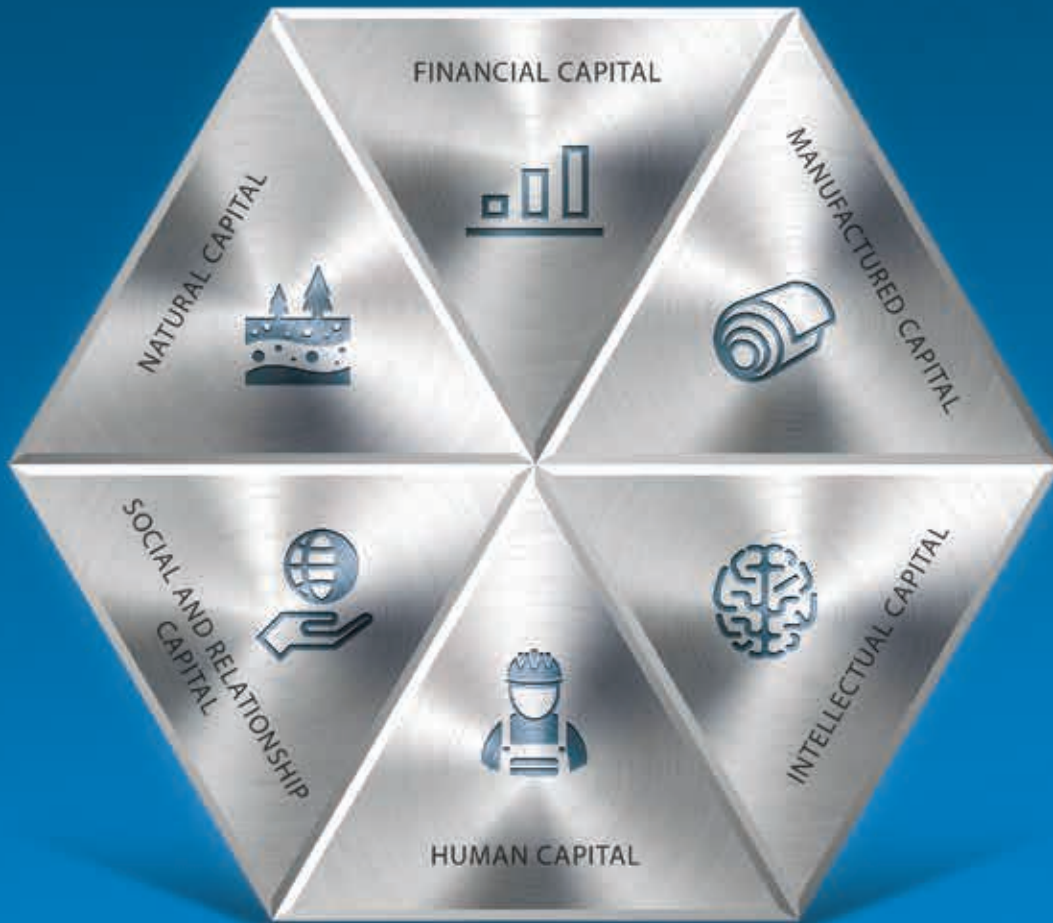 FINANCIAL CAPITAL
MANUFACTURED CAPITAL
INTELLECTUAL CAPITAL
HUMAN CAPITAL
SOCIAL AND RELATIONSHIP
CAPITAL
NATURAL CAPITAL